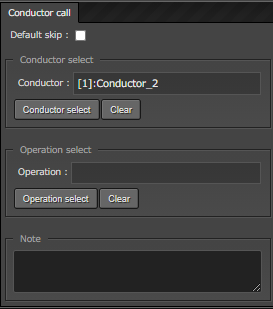 Conductor call
Default skip :
Conductor select
Conductor : [1]:Conductor_2
Conductor select Clear
Operation select
Operation :
Operation select Clear
Note